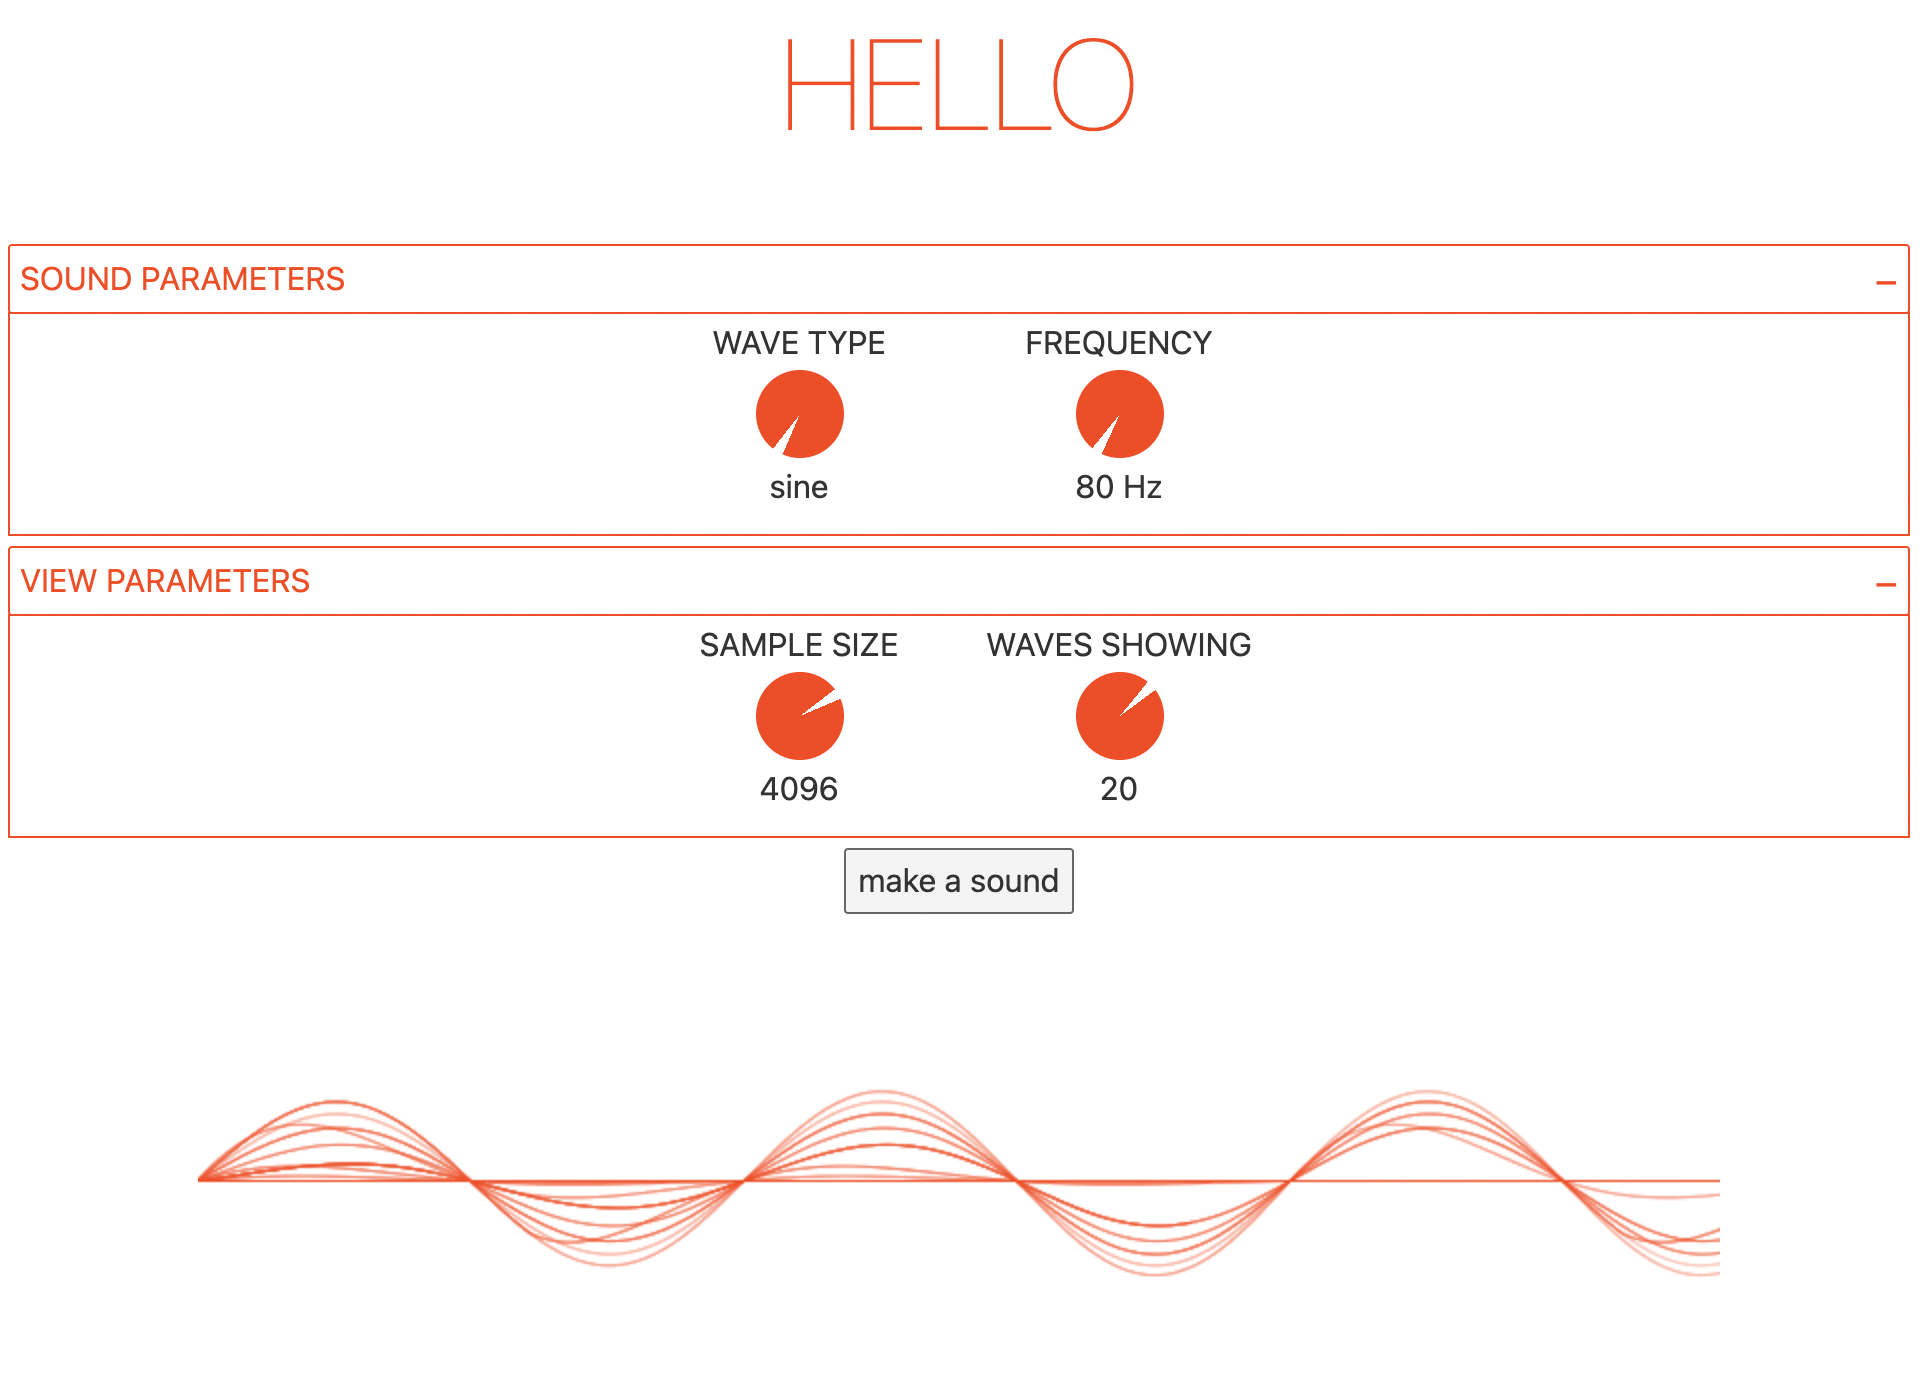 HELLO
SOUND PARAMETERS
WAVE TYPE FREQUENCY
sine 80 Hz
VIEW PARAMETERS
SAMPLE SIZE WAVES SHOWING
4096 20
make a sound